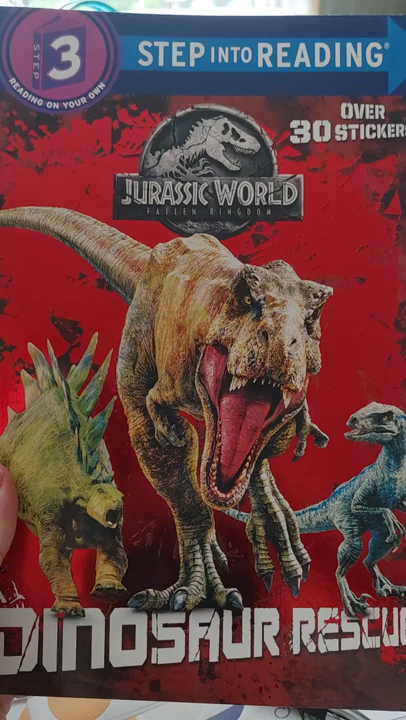 STEP 3
READING ON YOUR OWN
STEP INTO READING®
OVER
30 STICKERS
JURASSIC WORLD
FALLEN KINGDOM
DINOSAUR RESCUE